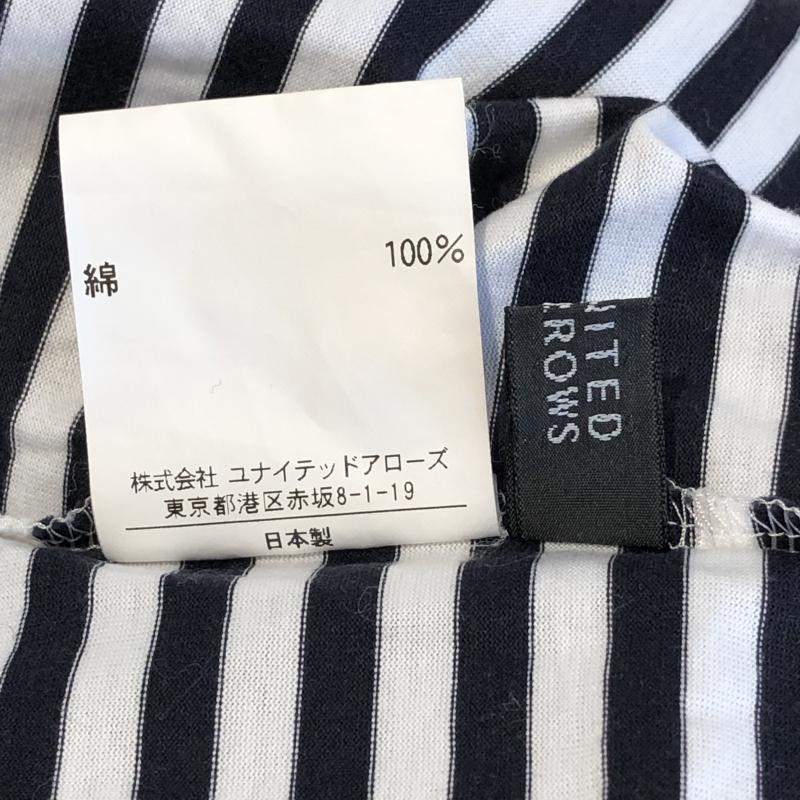 綿 100%
株式会社 ユナイテッドアローズ
東京都港区赤坂8-1-19
日本製
NITED
ROWS